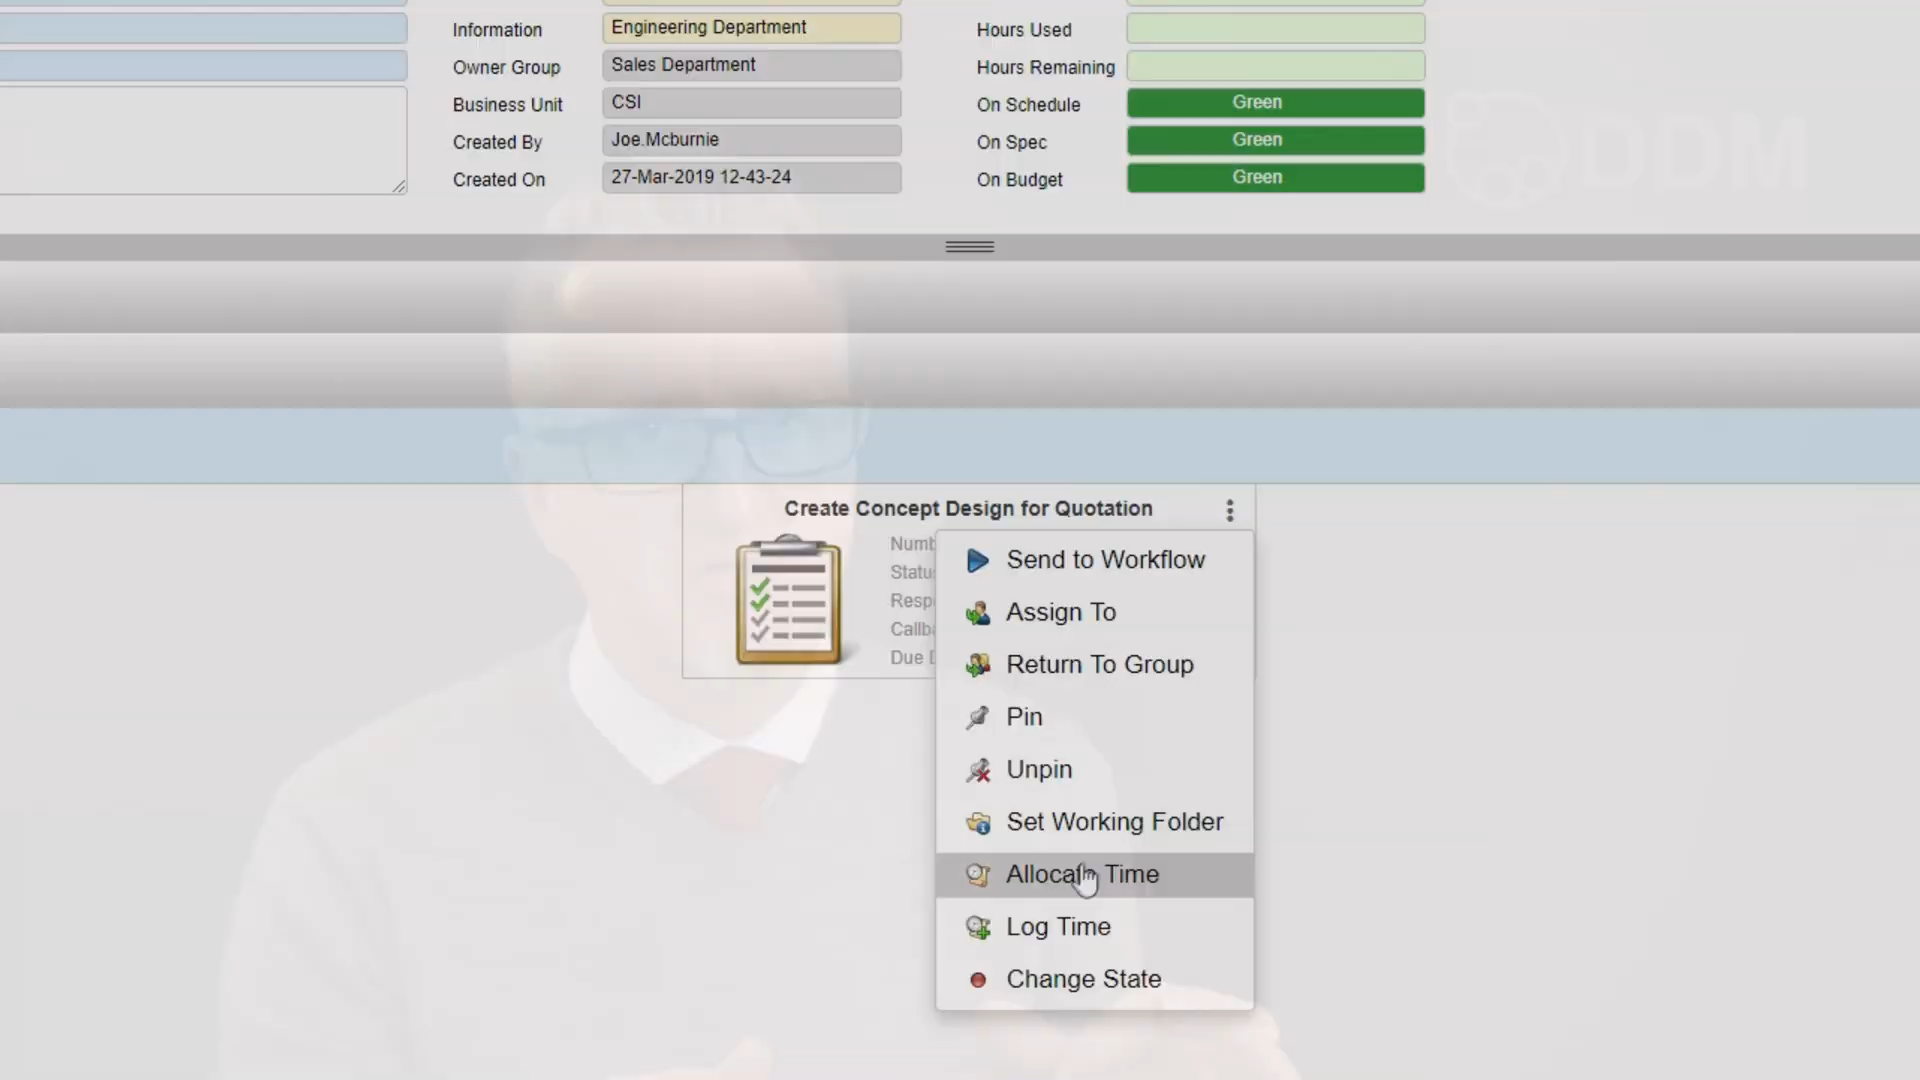 Information
Engineering Department
Owner Group
Sales Department
Business Unit
CSI
Created By
Joe.Mcburnie
Created On
27-Mar-2019 12-43-24
Hours Used
Hours Remaining
On Schedule
Green
On Spec
Green
On Budget
Green
DDM
Create Concept Design for Quotation
Send to Workflow
Assign To
Return To Group
Pin
Unpin
Set Working Folder
Allocate Time
Log Time
Change State
Due